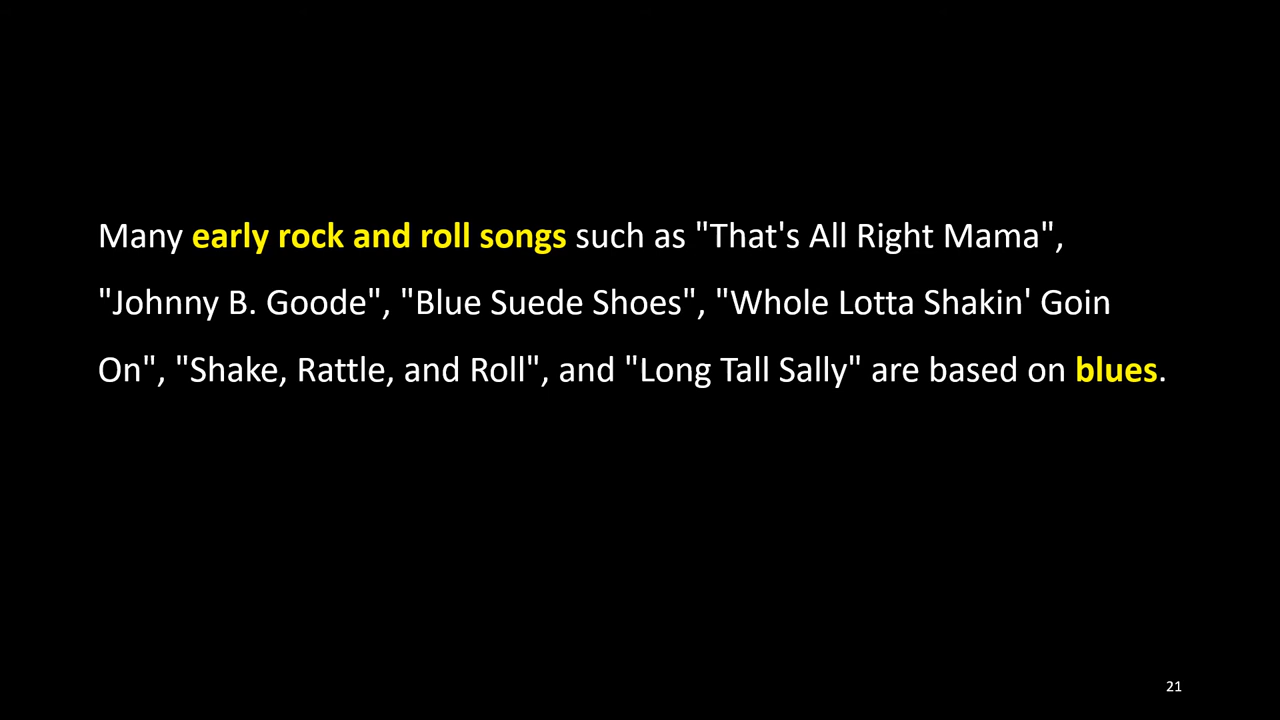 Many early rock and roll songs such as "That's All Right Mama",
"Johnny B. Goode", "Blue Suede Shoes", "Whole Lotta Shakin' Goin
On", "Shake, Rattle, and Roll", and "Long Tall Sally" are based on blues.
21